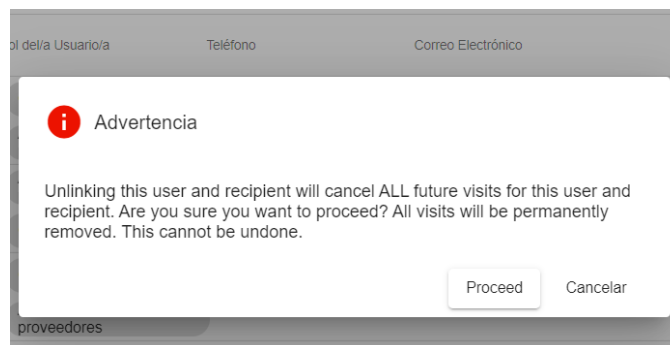 ol del/a Usuario/a Teléfono Correo Electrónico
Advertencia
Unlinking this user and recipient will cancel ALL future visits for this user and
recipient. Are you sure you want to proceed? All visits will be permanently
removed. This cannot be undone.
Proceed Cancelar
proveedores